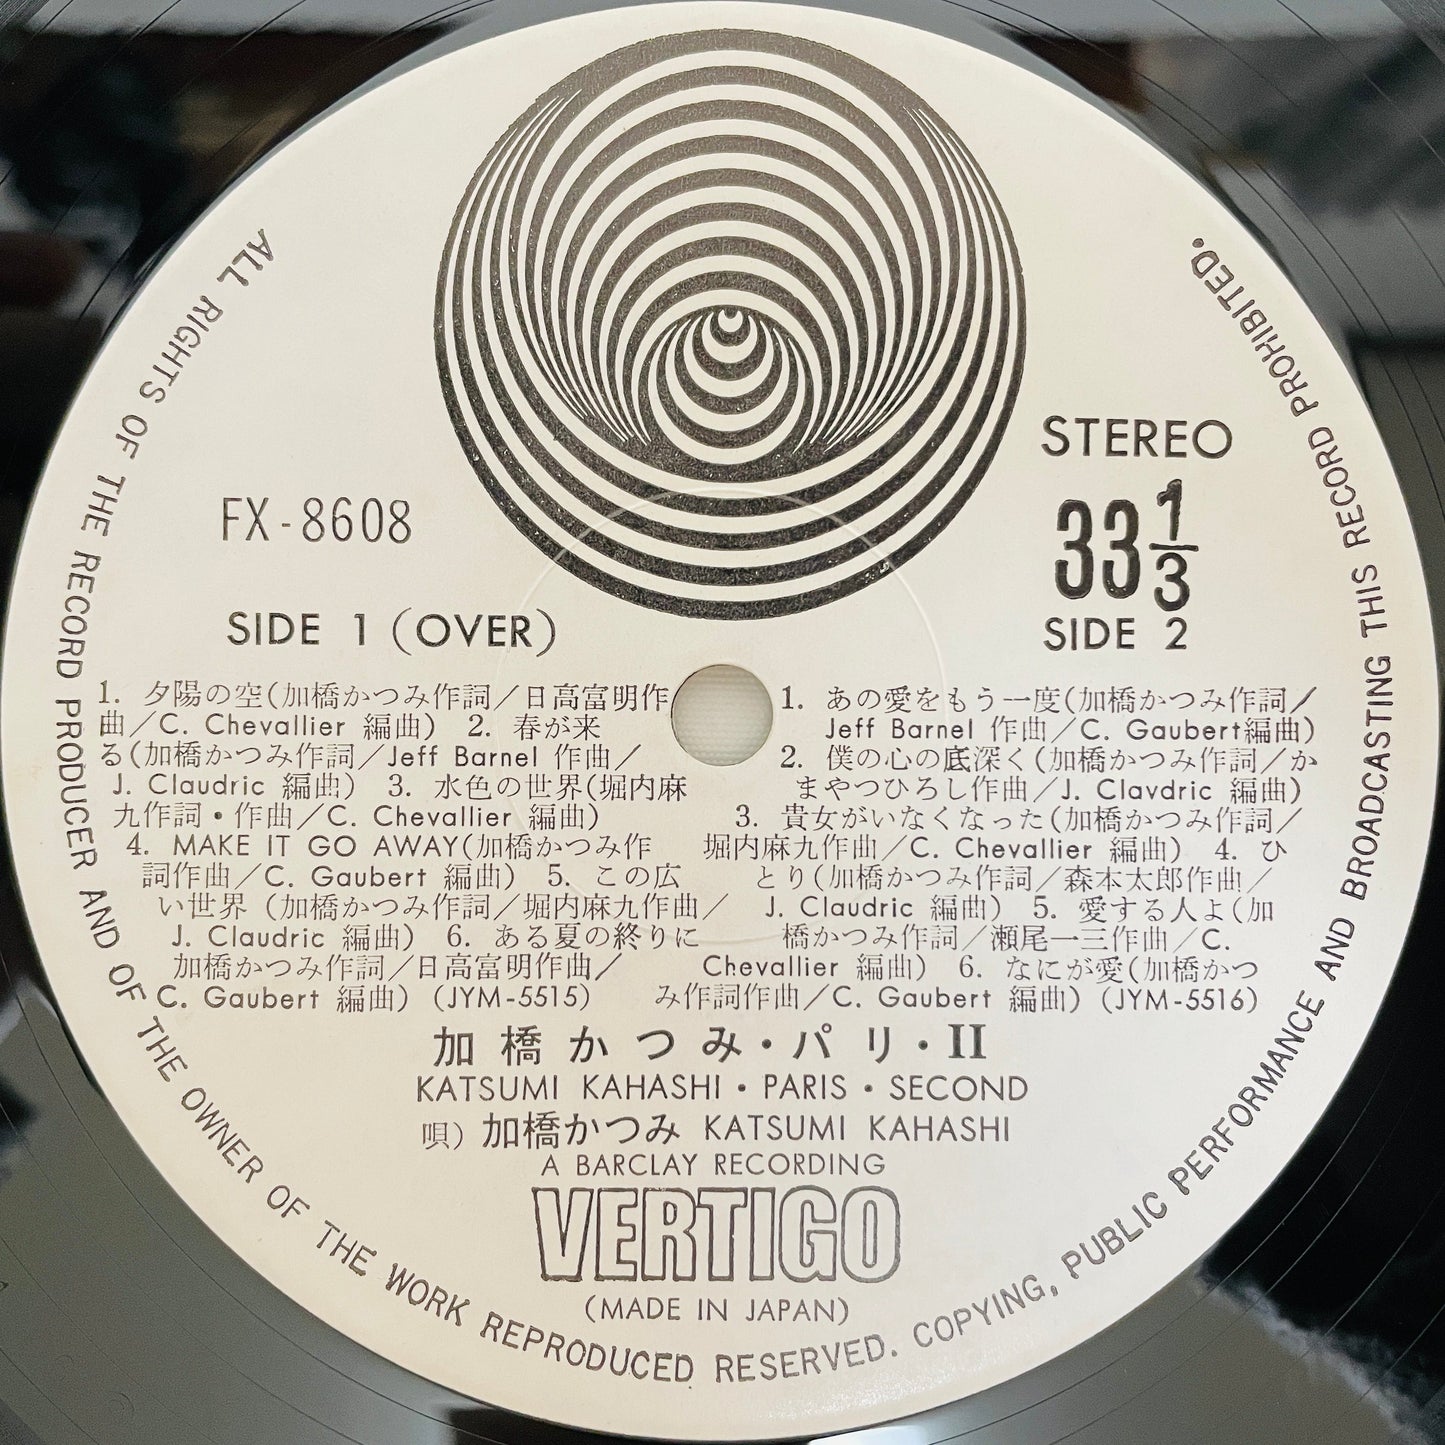 ALL RIGHTS OF THE RECORD PRODUCER AND OF THE OWNER OF THE WORK REPRODUCED RESERVED. COPYING, PUBLIC PERFORMANCE AND BROADCASTING THIS RECORD PROHIBITED.
STEREO
FX-8608
33 1/3
SIDE 1 (OVER)
1. 夕陽の空(加橋かつみ作詞/日高富明作
曲/C. Chevallier 編曲) 2. 春が来
る(加橋かつみ作詞/Jeff Barnel 作曲/
J. Claudric 編曲) 3. 水色の世界(堀内麻
九作詞・作曲/C. Chevallier 編曲)
4. MAKE IT GO AWAY(加橋かつみ作
詞作曲/C. Gaubert 編曲) 5. この広
い世界 (加橋かつみ作詞/堀内麻九作曲/
J. Claudric 編曲) 6. ある夏の終りに
加橋かつみ作詞/日高富明作曲/
C. Gaubert 編曲) (JYM-5515)
SIDE 2
1. あの愛をもう一度(加橋かつみ作詞/
Jeff Barnel 作曲/C. Gaubert編曲)
2. 僕の心の底深く(加橋かつみ作詞/か
まやつひろし作曲/J. Clavdric 編曲)
3. 貴女がいなくなった(加橋かつみ作詞/
堀内麻九作曲/C. Chevallier 編曲) 4. ひ
とり(加橋かつみ作詞/森本太郎作曲/
J. Claudric 編曲) 5. 愛する人よ(加
橋かつみ作詞/瀬尾一三作曲/C.
Chevallier 編曲) 6. なにが愛(加橋かつ
み作詞作曲/C. Gaubert 編曲) (JYM-5516)
加橋かつみ・パリ・II
KATSUMI KAHASHI・PARIS・SECOND
唄) 加橋かつみ KATSUMI KAHASHI
A BARCLAY RECORDING
VERTIGO
(MADE IN JAPAN)